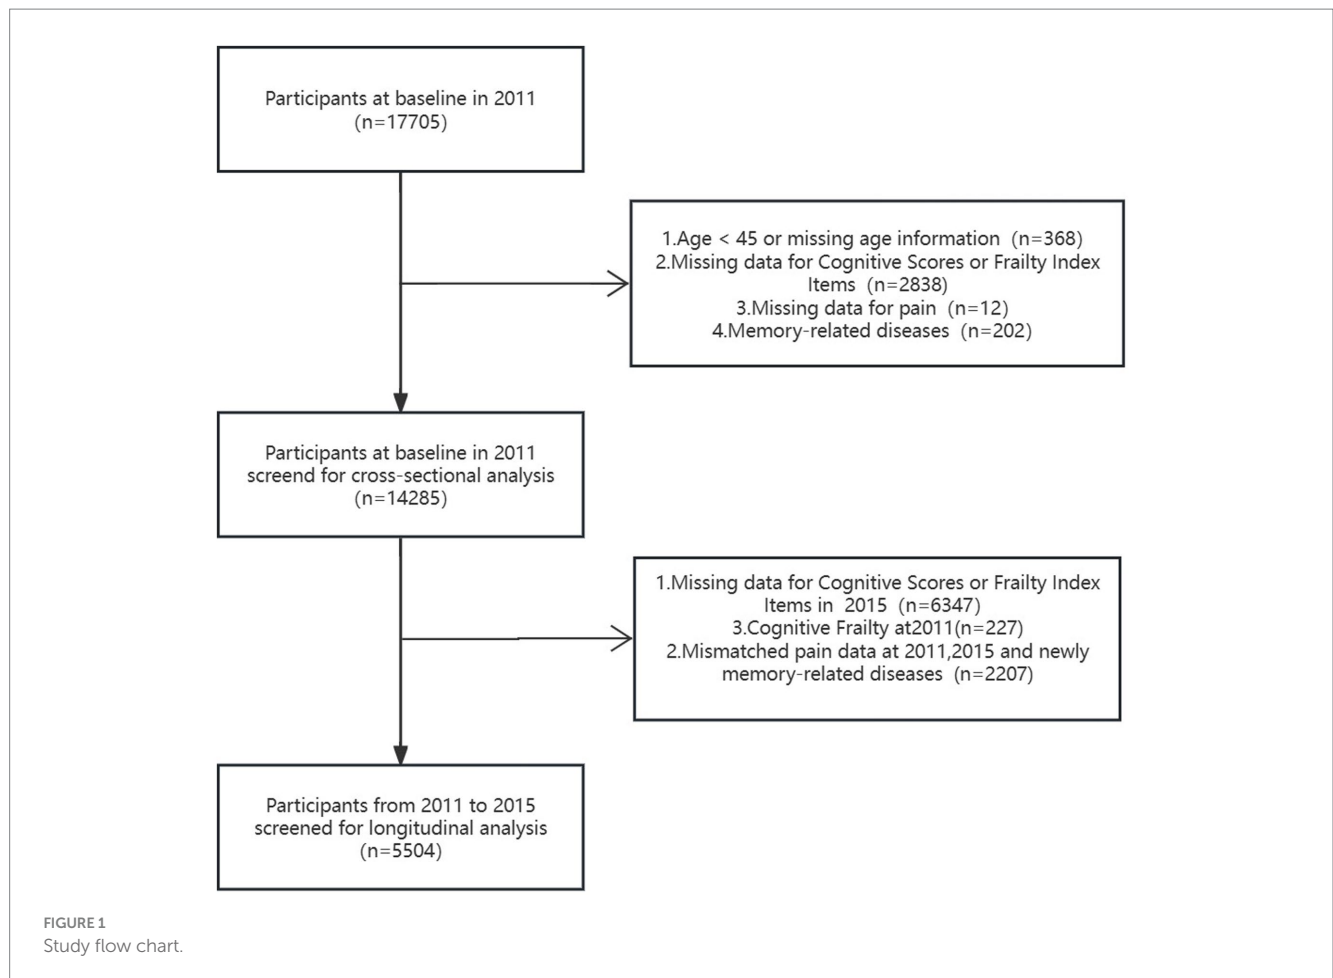 Participants at baseline in 2011
(n=17705)
1.Age < 45 or missing age information (n=368)
2.Missing data for Cognitive Scores or Frailty Index
Items (n=2838)
3.Missing data for pain (n=12)
4.Memory-related diseases (n=202)
Participants at baseline in 2011
screend for cross-sectional analysis
(n=14285)
1.Missing data for Cognitive Scores or Frailty Index
Items in 2015 (n=6347)
3.Cognitive Frailty at2011(n=227)
2.Mismatched pain data at 2011,2015 and newly
memory-related diseases (n=2207)
Participants from 2011 to 2015
screened for longitudinal analysis
(n=5504)
FIGURE 1
Study flow chart.